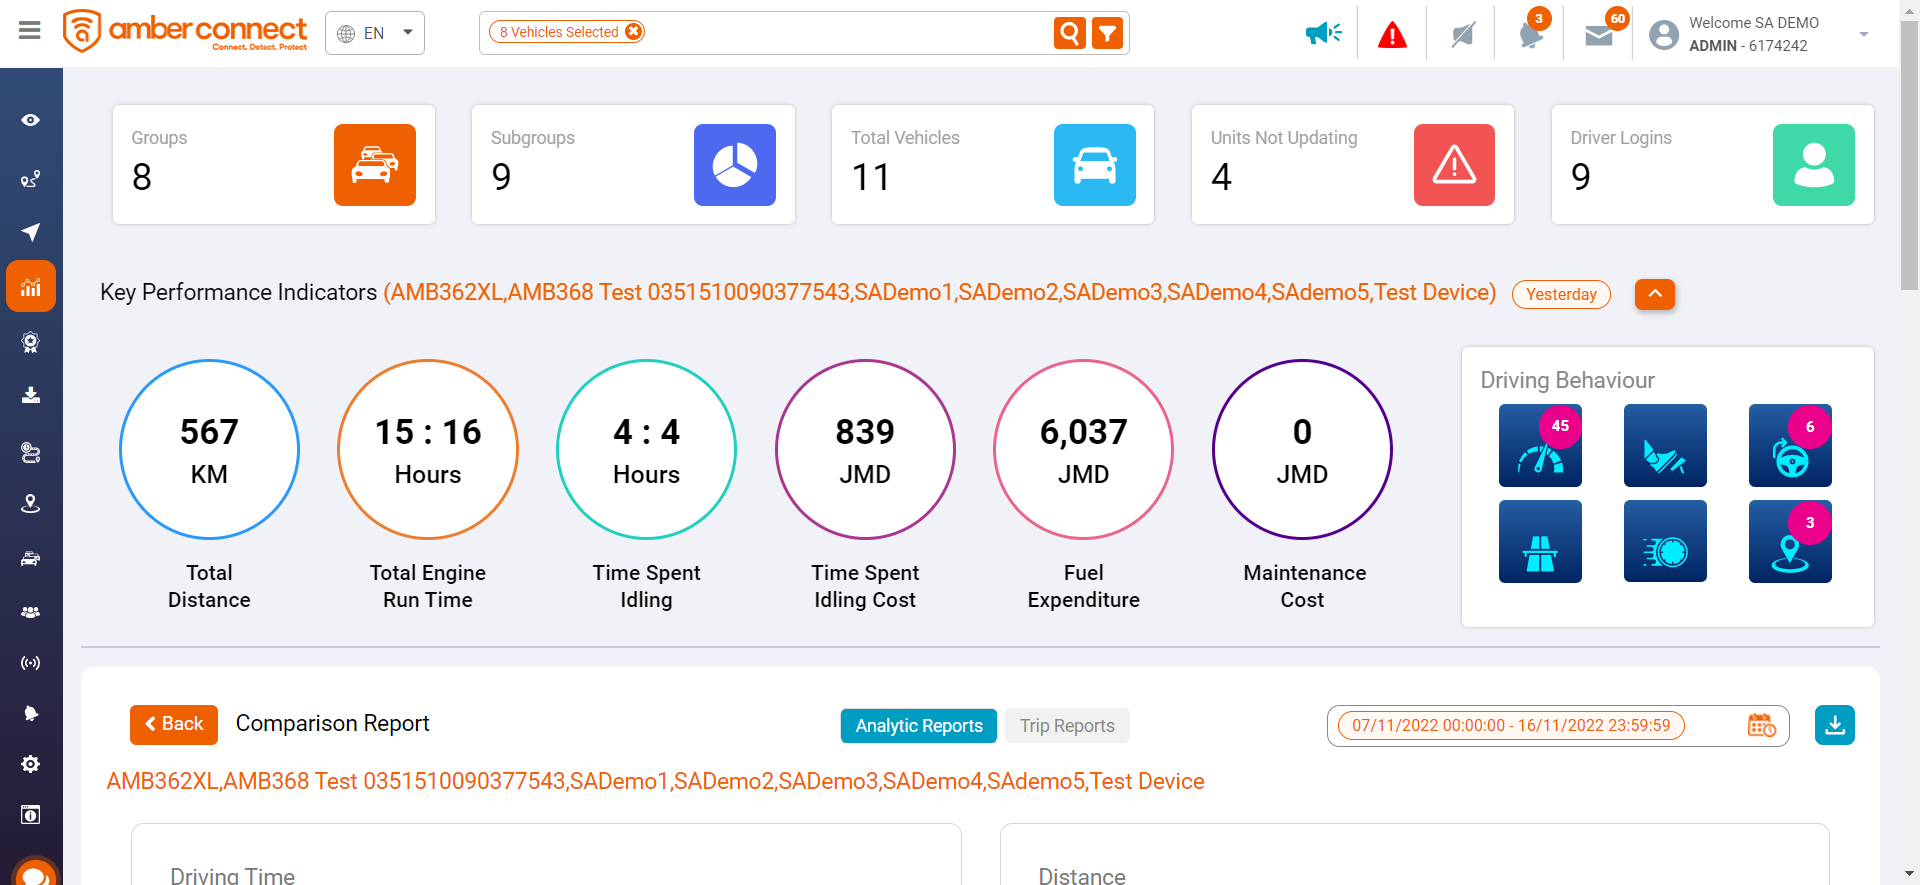 amber connect
Connect. Detect. Protect
EN
8 Vehicles Selected
3
60
Welcome SA DEMO
ADMIN - 6174242
Groups
8
Subgroups
9
Total Vehicles
11
Units Not Updating
4
Driver Logins
9
Key Performance Indicators (AMB362XL,AMB368 Test 0351510090377543,SADemo1,SADemo2,SADemo3,SADemo4,SAdemo5,Test Device)
Yesterday
567
KM
Total
Distance
15 : 16
Hours
Total Engine
Run Time
4 : 4
Hours
Time Spent
Idling
839
JMD
Time Spent
Idling Cost
6,037
JMD
Fuel
Expenditure
0
JMD
Maintenance
Cost
Driving Behaviour
45
6
3
Back
Comparison Report
Analytic Reports
Trip Reports
07/11/2022 00:00:00 - 16/11/2022 23:59:59
AMB362XL,AMB368 Test 0351510090377543,SADemo1,SADemo2,SADemo3,SADemo4,SAdemo5,Test Device
Driving Time
Distance